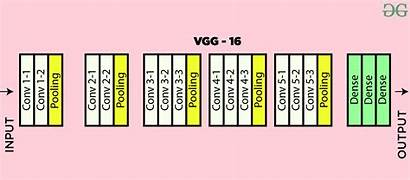 VGG - 16
INPUT
Conv 1-1
Conv 1-2
Pooling
Conv 2-1
Conv 2-2
Pooling
Conv 3-1
Conv 3-2
Conv 3-3
Pooling
Conv 4-1
Conv 4-2
Conv 4-3
Pooling
Conv 5-1
Conv 5-2
Conv 5-3
Pooling
Dense
Dense
Dense
OUTPUT